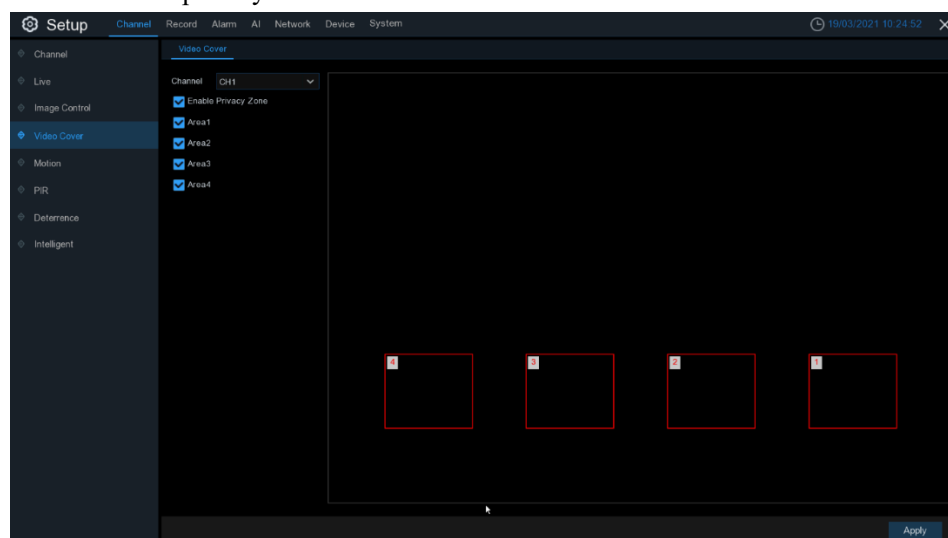 Setup Channel Record Alarm AI Network Device System 19/03/2021 10:24:52
Channel
Live
Image Control
Video Cover
Motion
PIR
Deterrence
Intelligent
Video Cover
Channel CH1
Enable Privacy Zone
Area1
Area2
Area3
Area4
4 3 2 1
Apply